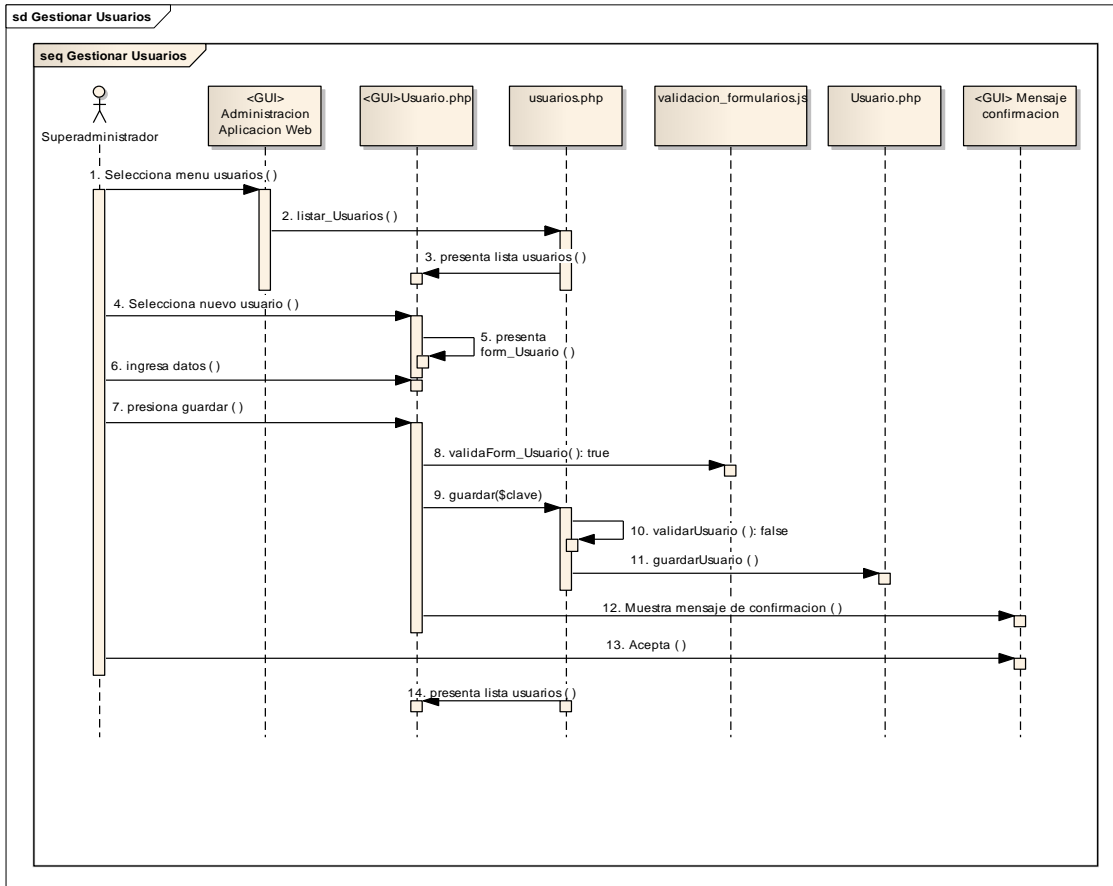 sd Gestionar Usuarios
seq Gestionar Usuarios
Superadministrador
<GUI>
Administracion
Aplicacion Web
<GUI>Usuario.php
usuarios.php
validacion_formularios.js
Usuario.php
<GUI> Mensaje
confirmacion
1. Selecciona menu usuarios ( )
2. listar_Usuarios ( )
3. presenta lista usuarios ( )
4. Selecciona nuevo usuario ( )
5. presenta
form_Usuario ( )
6. ingresa datos ( )
7. presiona guardar ( )
8. validaForm_Usuario( ): true
9. guardar($clave)
10. validarUsuario ( ): false
11. guardarUsuario ( )
12. Muestra mensaje de confirmacion ( )
13. Acepta ( )
14. presenta lista usuarios ( )